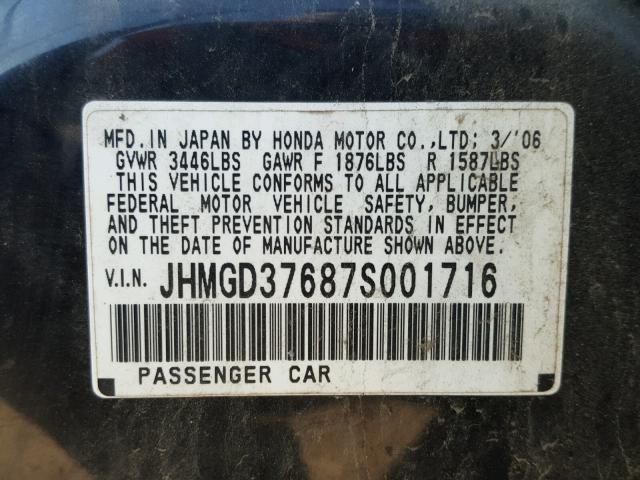 MFD. IN JAPAN BY HONDA MOTOR CO.,LTD; 3/'06
GVWR 3446LBS GAWR F 1876LBS R 1587LBS
THIS VEHICLE CONFORMS TO ALL APPLICABLE
FEDERAL MOTOR VEHICLE SAFETY, BUMPER,
AND THEFT PREVENTION STANDARDS IN EFFECT
ON THE DATE OF MANUFACTURE SHOWN ABOVE.
V.I.N. JHMGD37687S001716
PASSENGER CAR